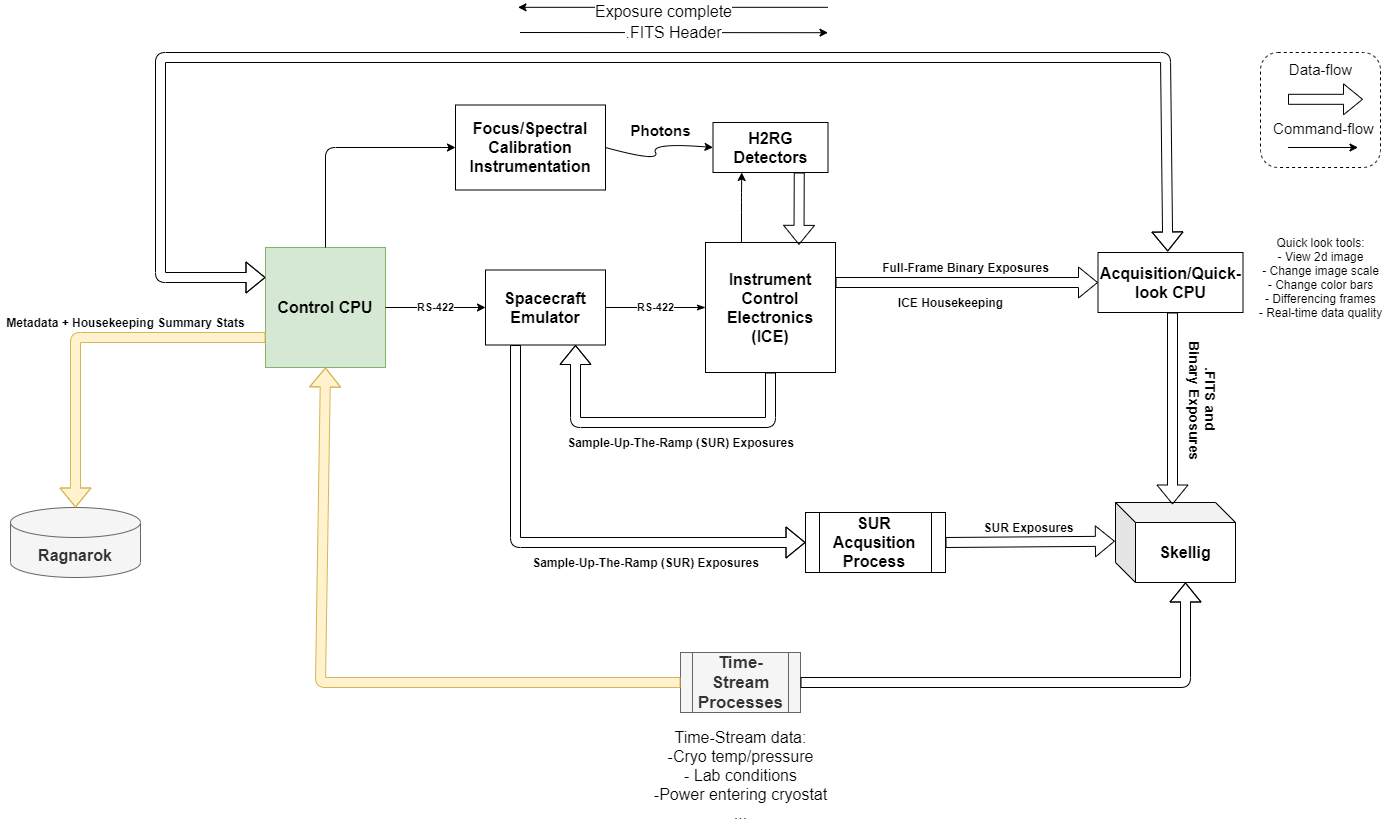 Exposure complete
.FITS Header
Data-flow
Command-flow
Focus/Spectral
Calibration
Instrumentation
Photons
H2RG
Detectors
Control CPU
RS-422
Spacecraft
Emulator
RS-422
Instrument
Control
Electronics
(ICE)
Full-Frame Binary Exposures
ICE Housekeeping
Acquisition/Quick-
look CPU
Quick look tools:
- View 2d image
- Change image scale
- Change color bars
- Differencing frames
- Real-time data quality
Metadata + Housekeeping Summary Stats
.FITS and
Binary Exposures
Sample-Up-The-Ramp (SUR) Exposures
Ragnarok
SUR
Acqusition
Process
SUR Exposures
Skellig
Sample-Up-The-Ramp (SUR) Exposures
Time-
Stream
Processes
Time-Stream data:
-Cryo temp/pressure
- Lab conditions
-Power entering cryostat
...